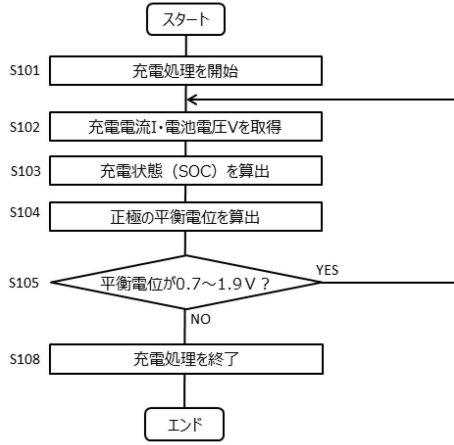 スタート
S101
充電処理を開始
S102
充電電流I・電池電圧Vを取得
S103
充電状態（SOC）を算出
S104
正極の平衡電位を算出
S105
平衡電位が0.7～1.9Ｖ？
YES
NO
S108
充電処理を終了
エンド